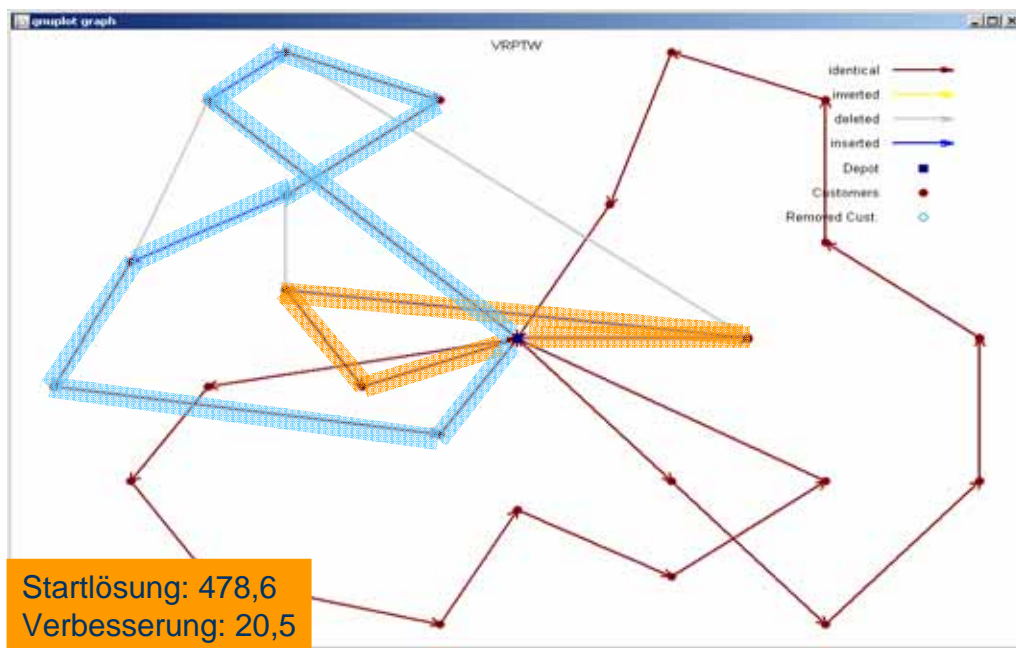 gnuplot graph
VRPTW
identical
inverted
deleted
inserted
Depot
Customers
Removed Cust.
Startlösung: 478,6
Verbesserung: 20,5